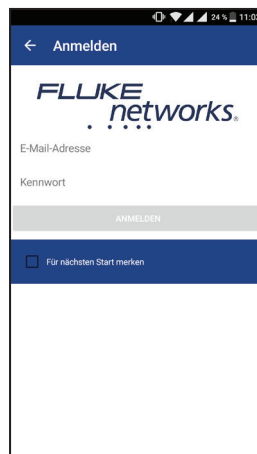 24 % 11:03
Anmelden
FLUKE
networks.
E-Mail-Adresse
Kennwort
ANMELDEN
Für nächsten Start merken